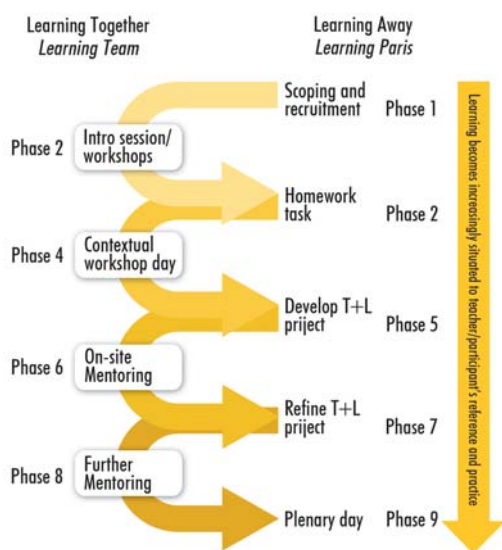 Learning Together
Learning Team
Learning Away
Learning Paris
Scoping and
recruitment
Phase 1
Phase 2
Intro session/
workshops
Homework
task
Phase 2
Phase 4
Contextual
workshop day
Develop T+L
priject
Phase 5
Phase 6
On-site
Mentoring
Refine T+L
priject
Phase 7
Phase 8
Further
Mentoring
Plenary day
Phase 9
Learning becomes increasingly situated to teacher/participant's reference and practice